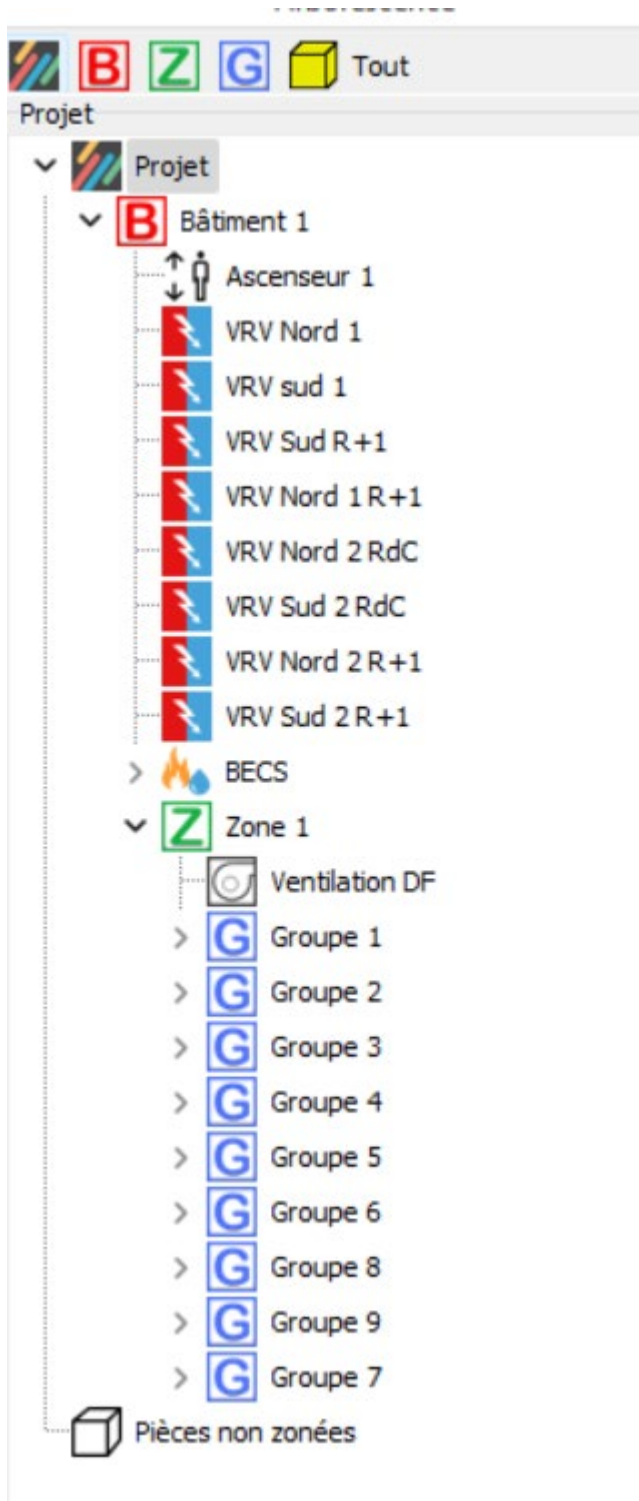 B Z G Tout
Projet
Projet
B Bâtiment 1
Ascenseur 1
VRV Nord 1
VRV sud 1
VRV Sud R+1
VRV Nord 1 R+1
VRV Nord 2 RdC
VRV Sud 2 RdC
VRV Nord 2 R+1
VRV Sud 2 R+1
BECS
Z Zone 1
Ventilation DF
G Groupe 1
G Groupe 2
G Groupe 3
G Groupe 4
G Groupe 5
G Groupe 6
G Groupe 8
G Groupe 9
G Groupe 7
Pièces non zonées